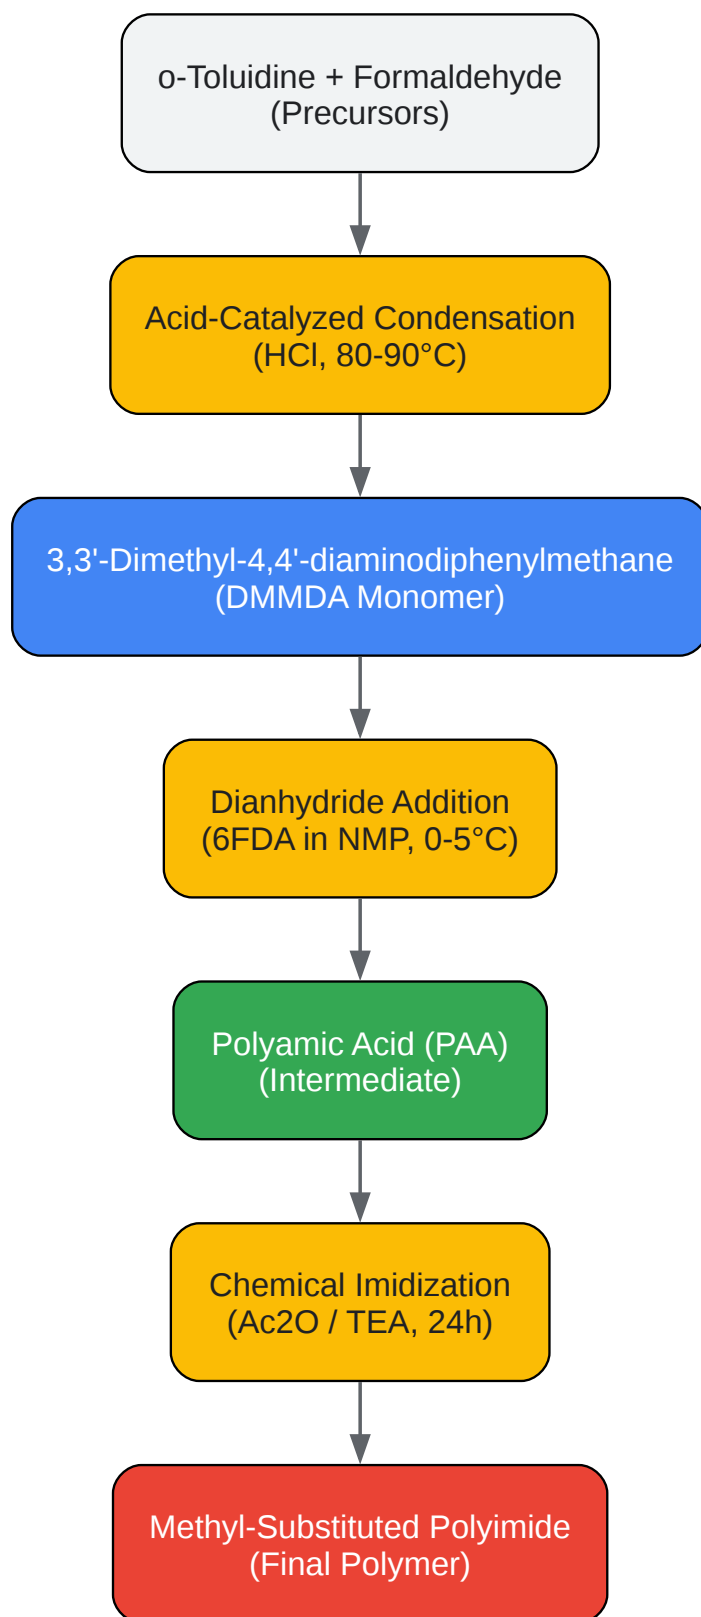 o-Toluidine + Formaldehyde
(Precursors)
Acid-Catalyzed Condensation
(HCl, 80-90°C)
3,3'-Dimethyl-4,4'-diaminodiphenylmethane
(DMMDA Monomer)
Dianhydride Addition
(6FDA in NMP, 0-5°C)
Polyamic Acid (PAA)
(Intermediate)
Chemical Imidization
(Ac2O / TEA, 24h)
Methyl-Substituted Polyimide
(Final Polymer)